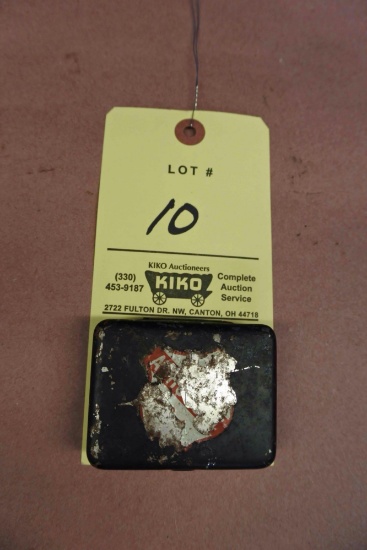 LOT #
10
KIKO Auctioneers
(330) 453-9187
KIKO
Complete Auction Service
2722 FULTON DR. NW, CANTON, OH 44718